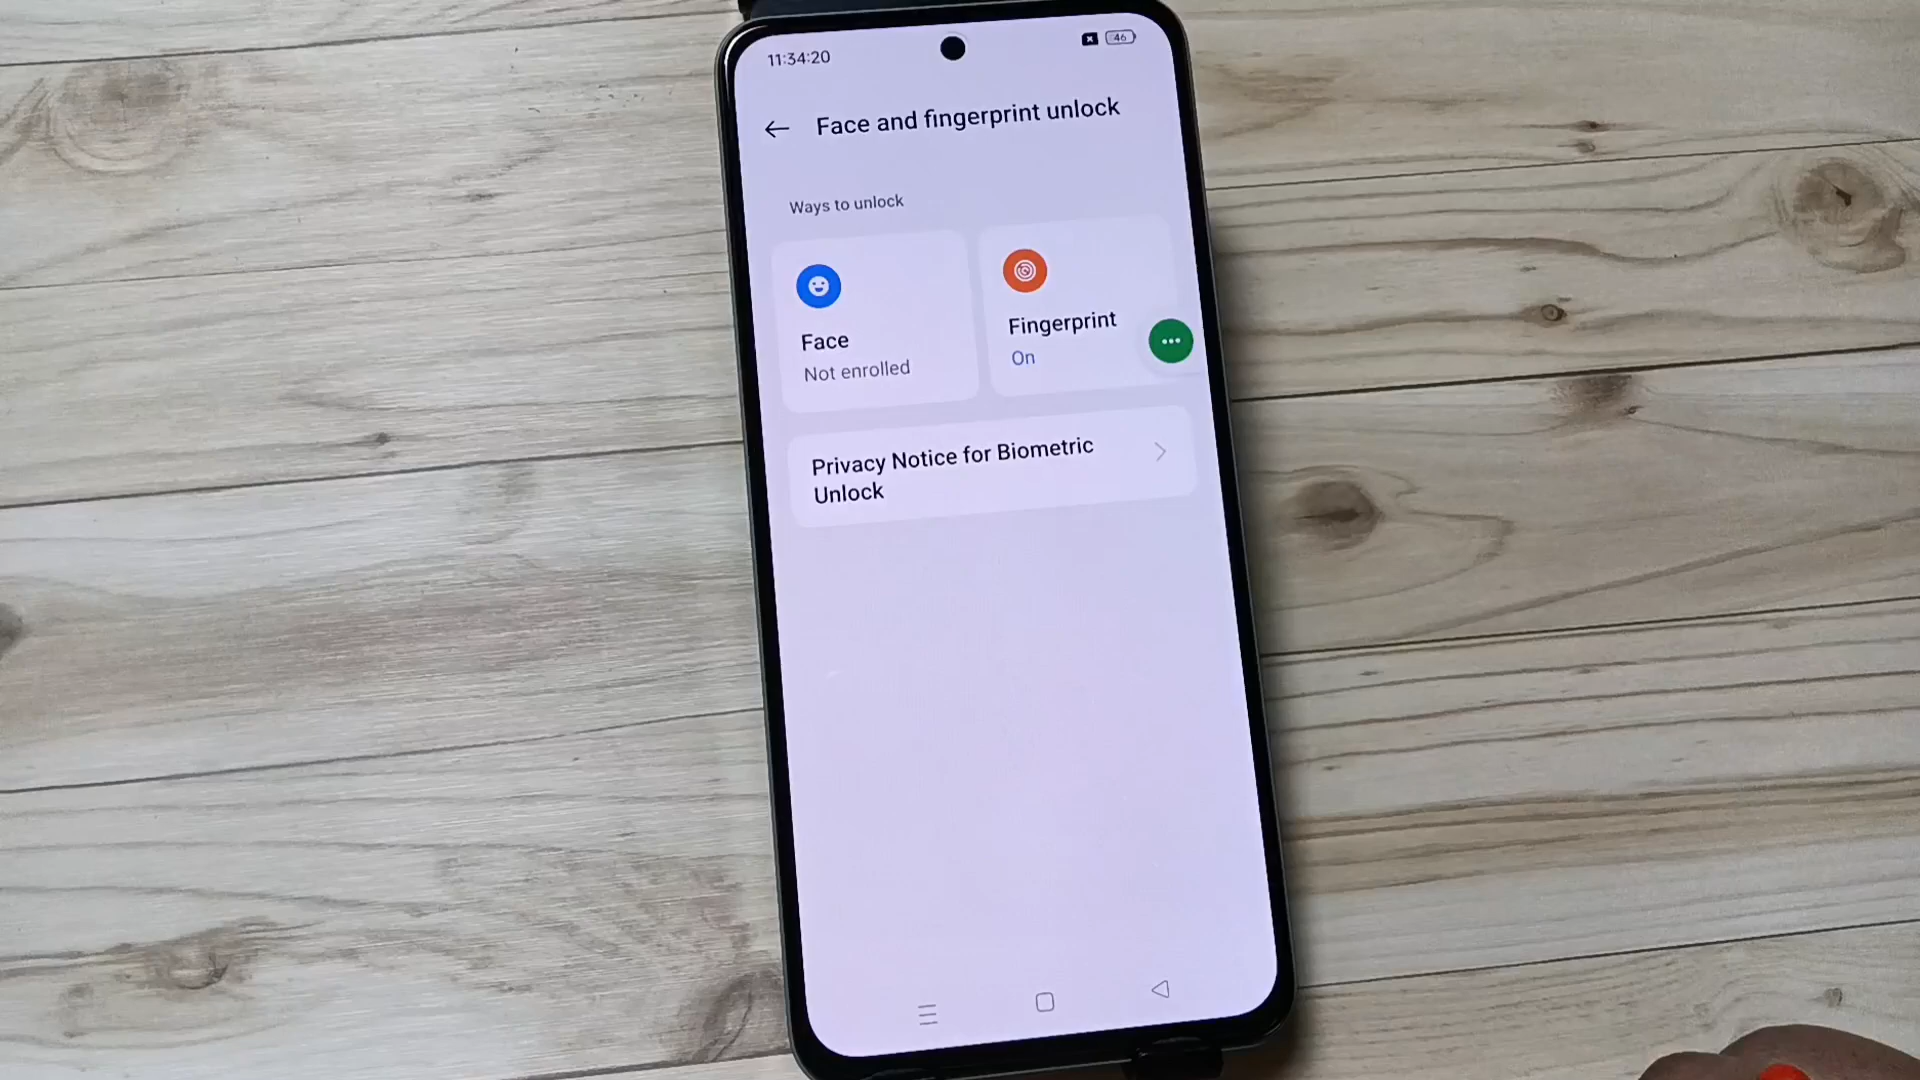 11:34:20
46
Face and fingerprint unlock
Ways to unlock
Face
Not enrolled
Fingerprint
On
Privacy Notice for Biometric
Unlock